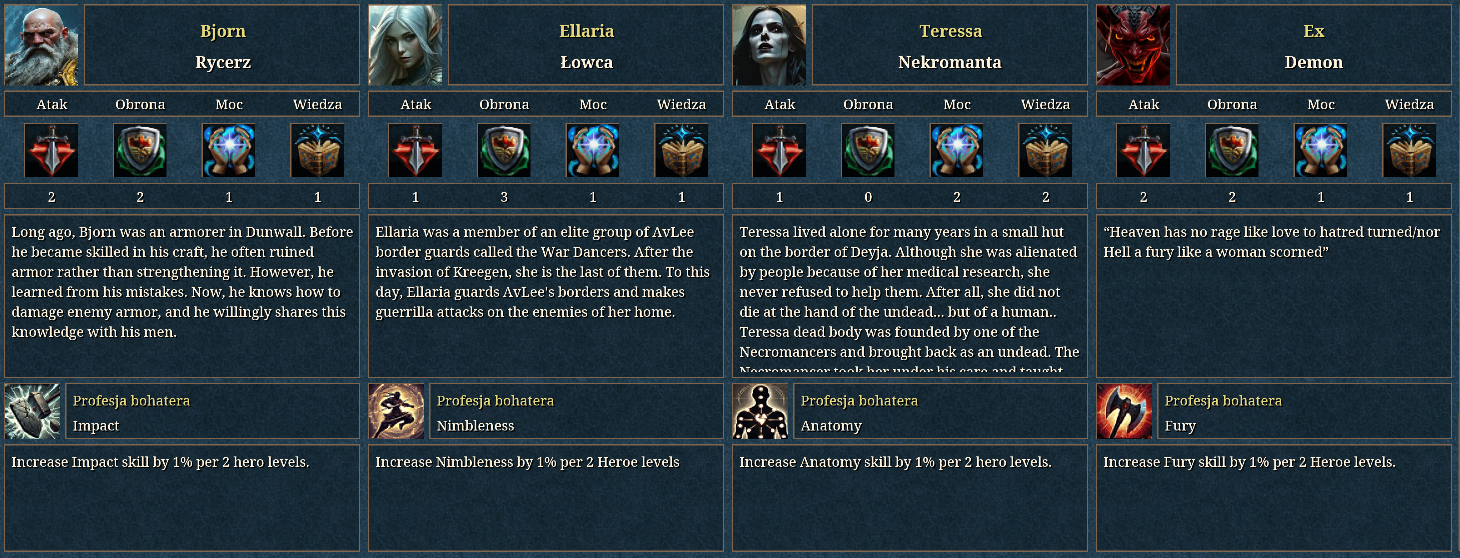 Bjorn
Rycerz
Atak Obrona Moc Wiedza
2 2 1 1
Long ago, Bjorn was an armorer in Dunwall. Before
he became skilled in his craft, he often ruined
armor rather than strengthening it. However, he
learned from his mistakes. Now, he knows how to
damage enemy armor, and he willingly shares this
knowledge with his men.
Profesja bohatera
Impact
Increase Impact skill by 1% per 2 hero levels.
Ellaria
Łowca
Atak Obrona Moc Wiedza
1 3 1 1
Ellaria was a member of an elite group of AvLee
border guards called the War Dancers. After the
invasion of Kreegen, she is the last of them. To this
day, Ellaria guards AvLee's borders and makes
guerrilla attacks on the enemies of her home.
Profesja bohatera
Nimbleness
Increase Nimbleness by 1% per 2 Heroe levels
Teressa
Nekromanta
Atak Obrona Moc Wiedza
1 0 2 2
Teressa lived alone for many years in a small hut
on the border of Deyja. Although she was alienated
by people because of her medical research, she
never refused to help them. After all, she did not
die at the hand of the undead... but of a human..
Teressa dead body was founded by one of the
Necromancers and brought back as an undead. The
Necromancer took her under his care and taught
Profesja bohatera
Anatomy
Increase Anatomy skill by 1% per 2 hero levels.
Ex
Demon
Atak Obrona Moc Wiedza
2 2 1 1
“Heaven has no rage like love to hatred turned/nor
Hell a fury like a woman scorned”
Profesja bohatera
Fury
Increase Fury skill by 1% per 2 Heroe levels.